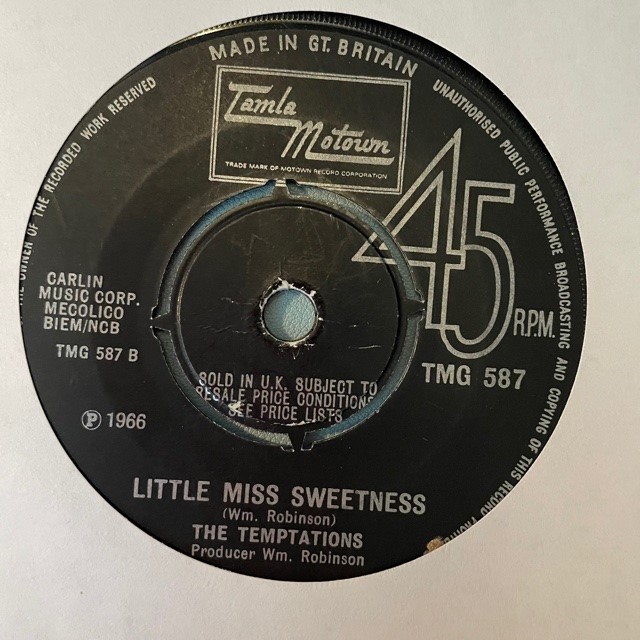 MADE IN GT. BRITAIN
UNAUTHORISED PUBLIC PERFORMANCE BROADCASTING AND COPYING OF THIS RECORD
OWNER OF THE RECORDED WORK RESERVED
Tamla
Motown
TRADE MARK OF MOTOWN RECORD CORPORATION
45
R.P.M.
CARLIN
MUSIC CORP.
MECOLICO
BIEM/NCB
TMG 587 B
TMG 587
SOLD IN U.K. SUBJECT TO
RESALE PRICE CONDITIONS
SEE PRICE LISTS
Ⓟ 1966
LITTLE MISS SWEETNESS
(Wm. Robinson)
THE TEMPTATIONS
Producer Wm. Robinson